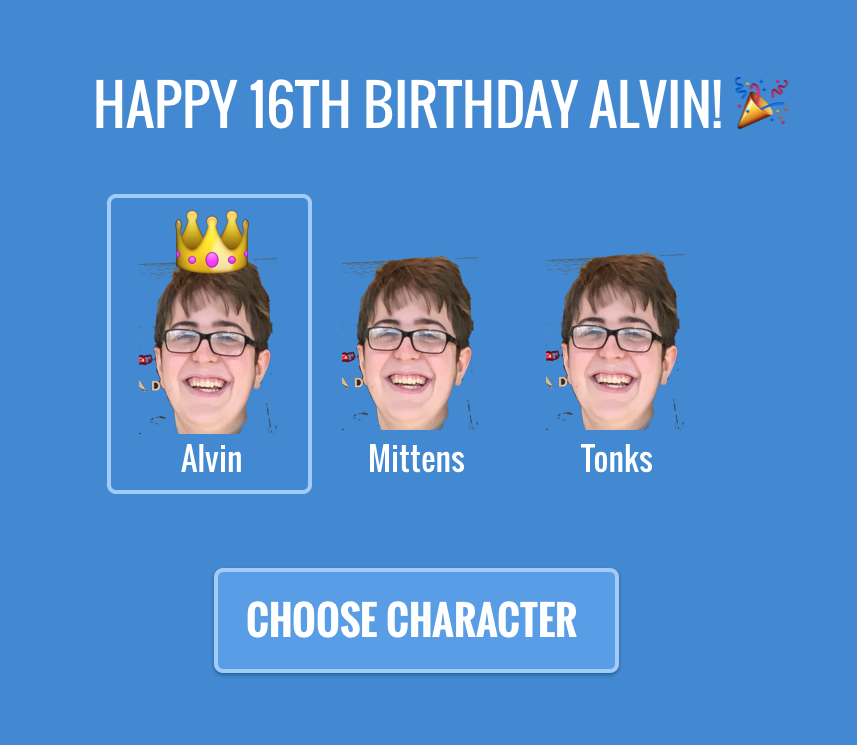 HAPPY 16TH BIRTHDAY ALVIN! 🎉
Alvin
Mittens
Tonks
CHOOSE CHARACTER